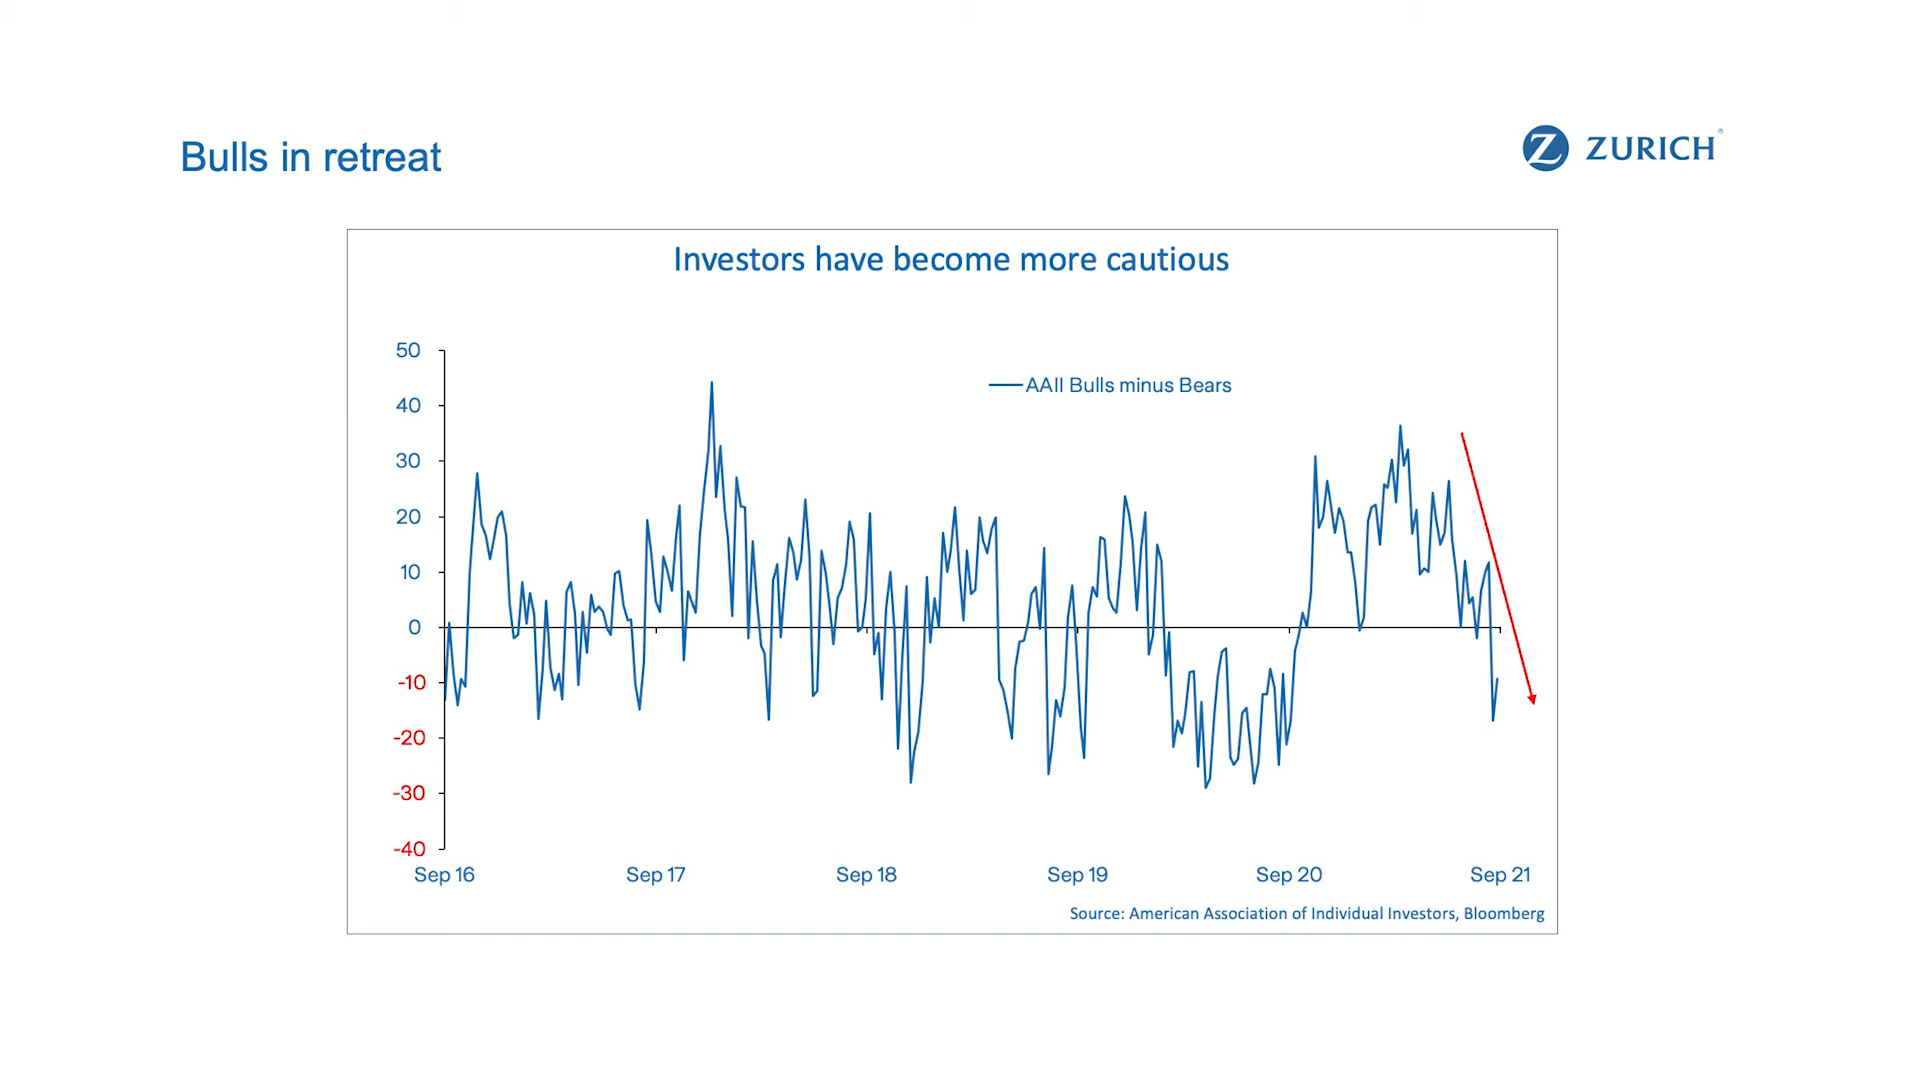 Bulls in retreat
Z ZURICH®
Investors have become more cautious
AAII Bulls minus Bears
50
40
30
20
10
0
-10
-20
-30
-40
Sep 16 Sep 17 Sep 18 Sep 19 Sep 20 Sep 21
Source: American Association of Individual Investors, Bloomberg